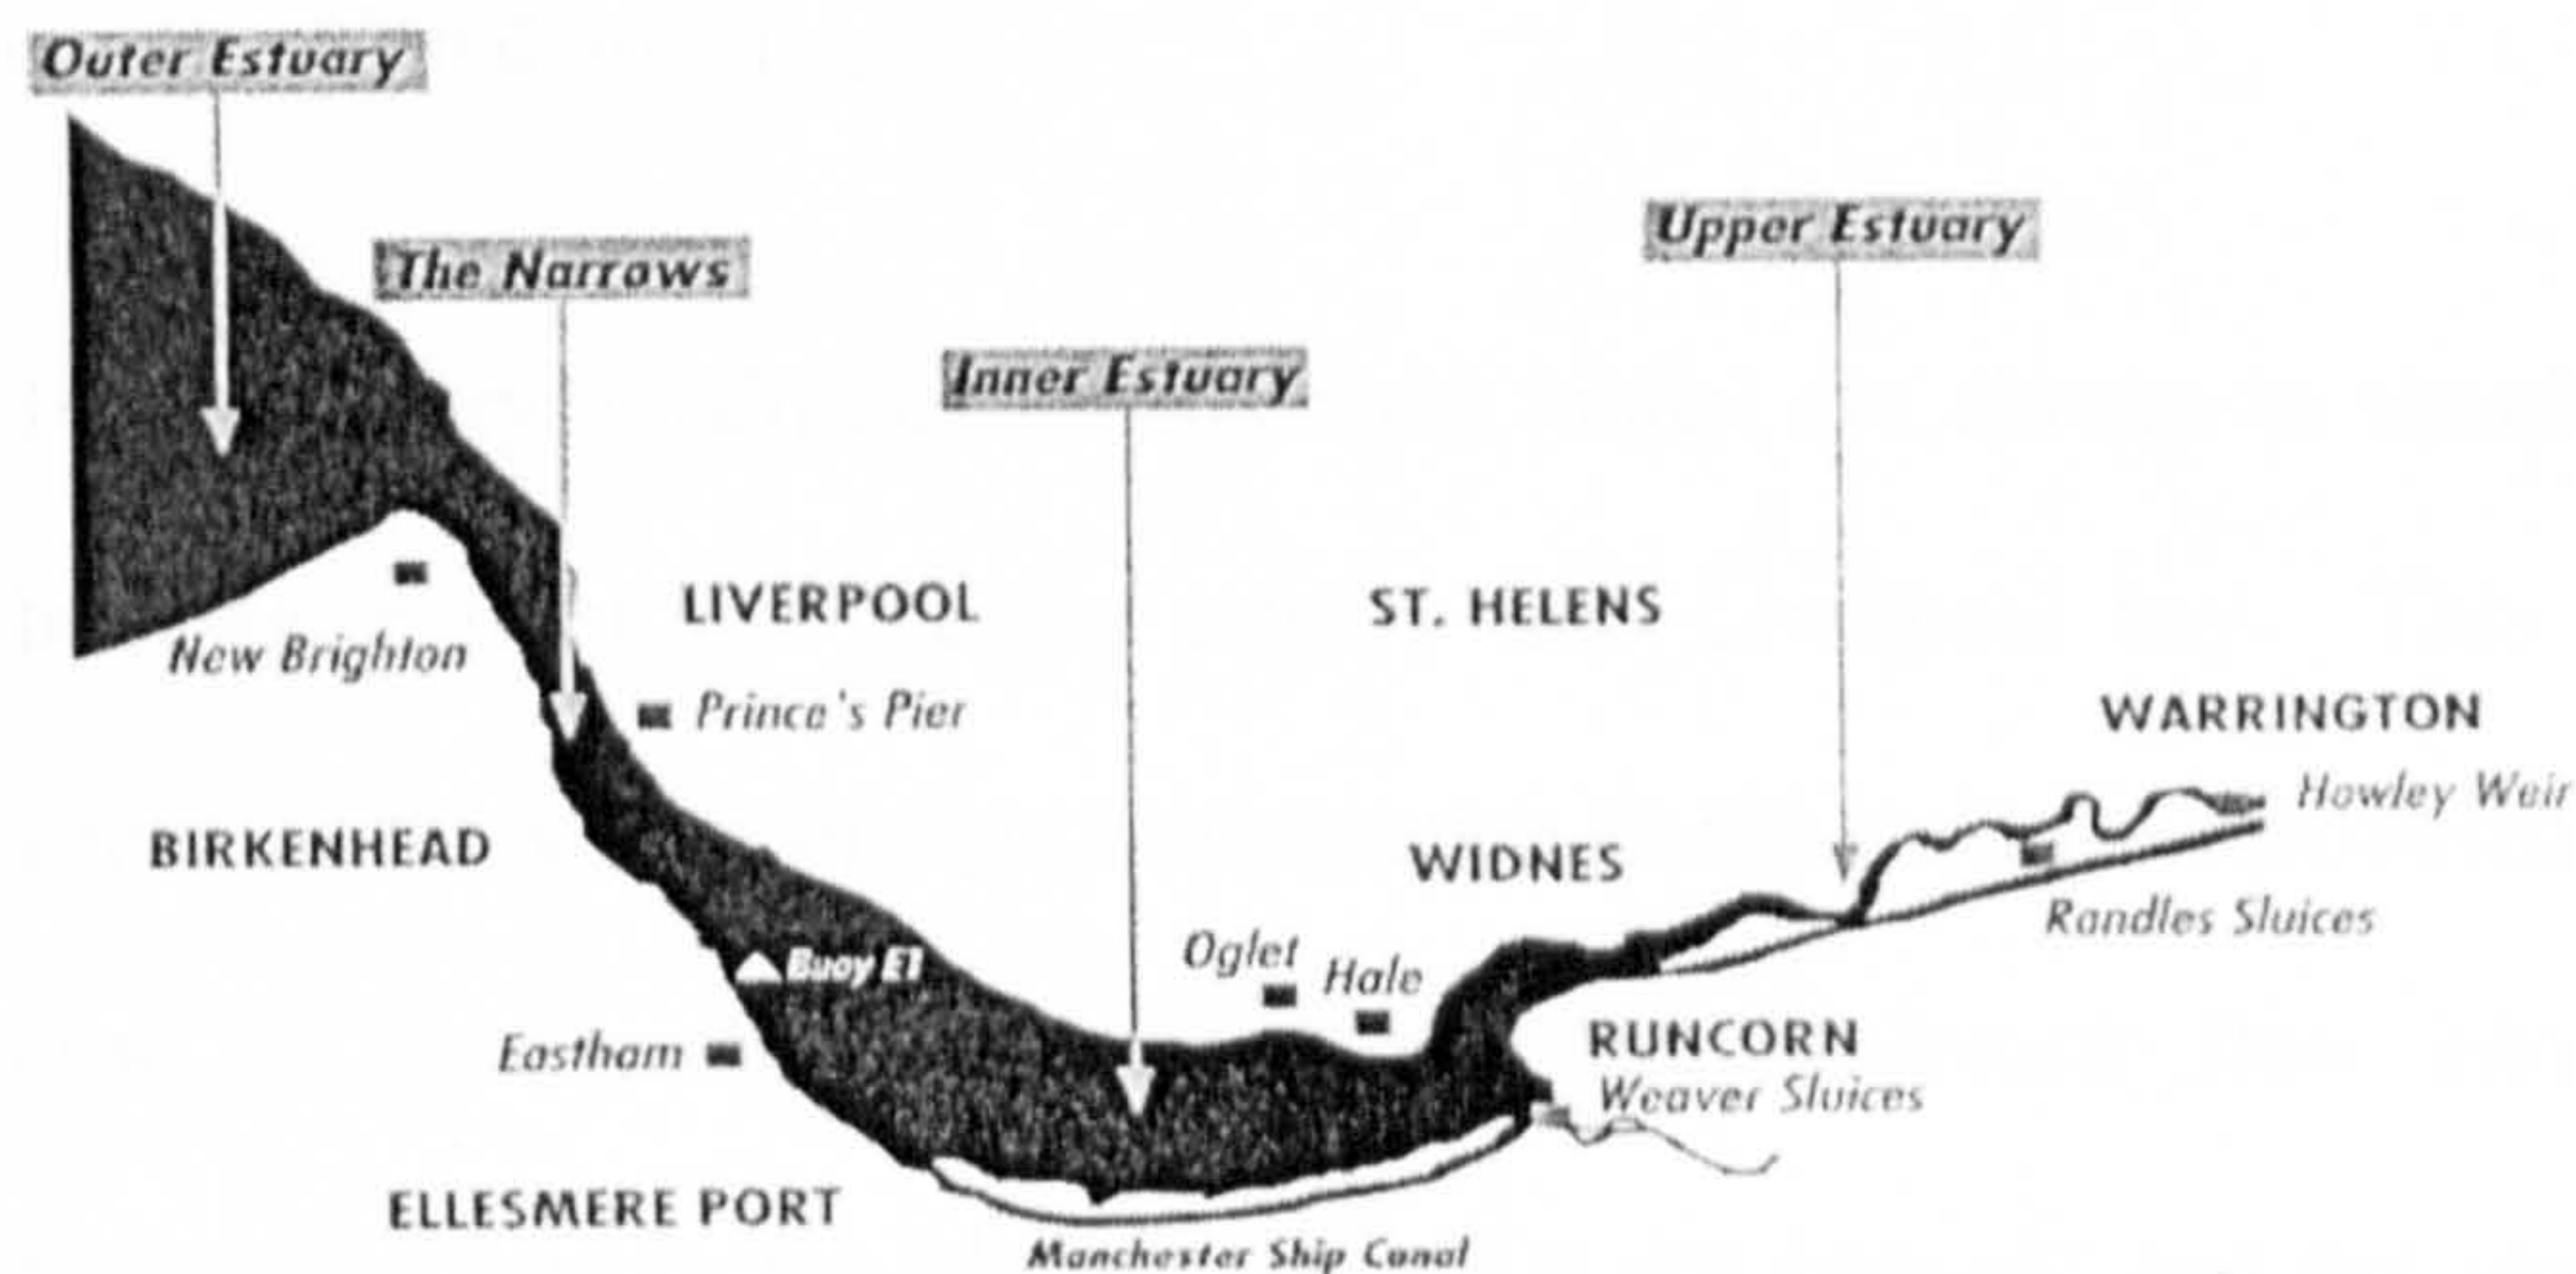 Outer Estuary
The Narrows
Upper Estuary
Inner Estuary
LIVERPOOL
ST. HELENS
New Brighton
Prince's Pier
WARRINGTON
Howley Weir
BIRKENHEAD
WIDNES
Randles Sluices
Buoy E1
Oglet
Hale
Eastham
RUNCORN
Weaver Sluices
ELLESMERE PORT
Manchester Ship Canal